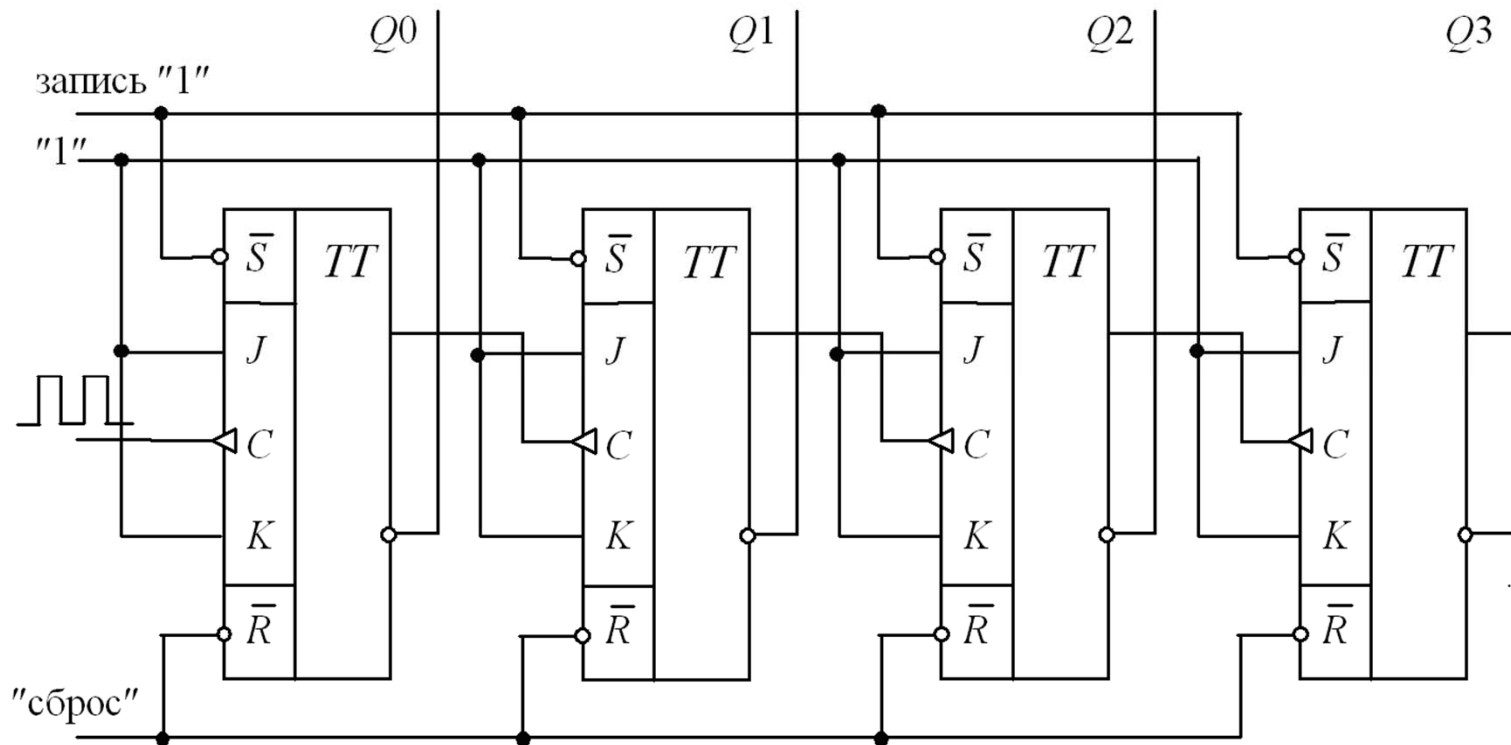 Q0 Q1 Q2 Q3
запись "1"
"1"
S̅ TT S̅ TT S̅ TT S̅ TT
J J J J
C C C C
K K K K
R̅ R̅ R̅ R̅
"сброс"